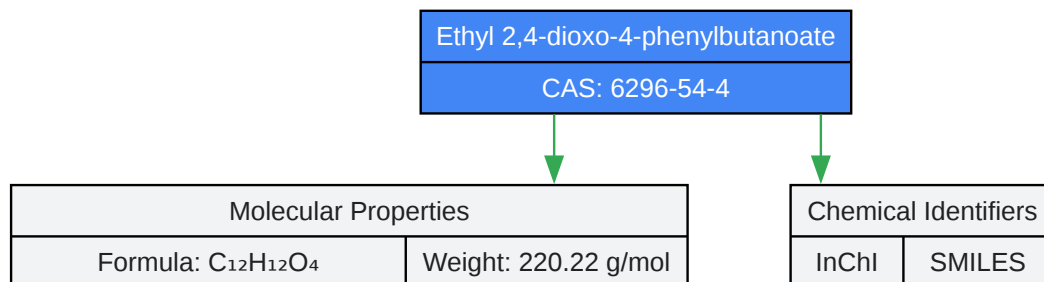 Ethyl 2,4-dioxo-4-phenylbutanoate
CAS: 6296-54-4
Molecular Properties
Formula: C₁₂H₁₂O₄
Weight: 220.22 g/mol
Chemical Identifiers
InChI
SMILES